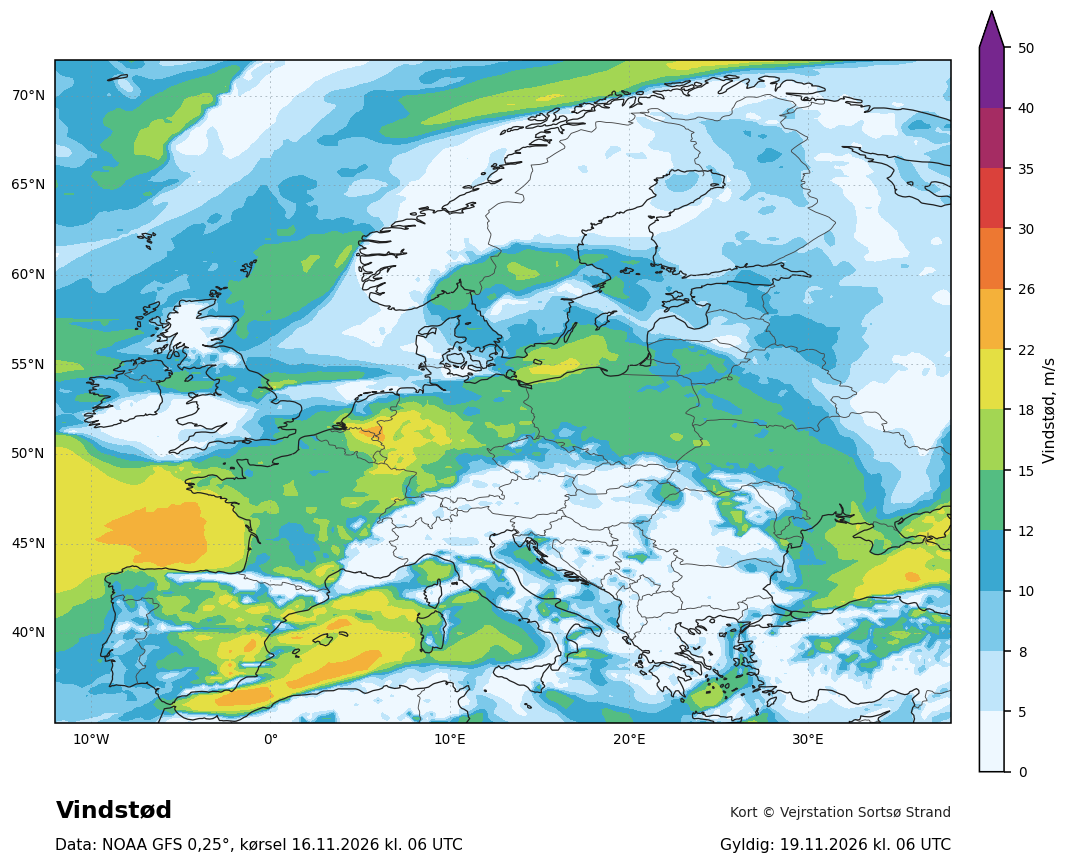 70°N
65°N
60°N
55°N
50°N
45°N
40°N
10°W
0°
10°E
20°E
30°E
50
40
35
30
26
22
18
15
12
10
8
5
0
Vindstød, m/s
Vindstød
Kort © Vejrstation Sortsø Strand
Data: NOAA GFS 0,25°, kørsel 16.11.2026 kl. 06 UTC
Gyldig: 19.11.2026 kl. 06 UTC